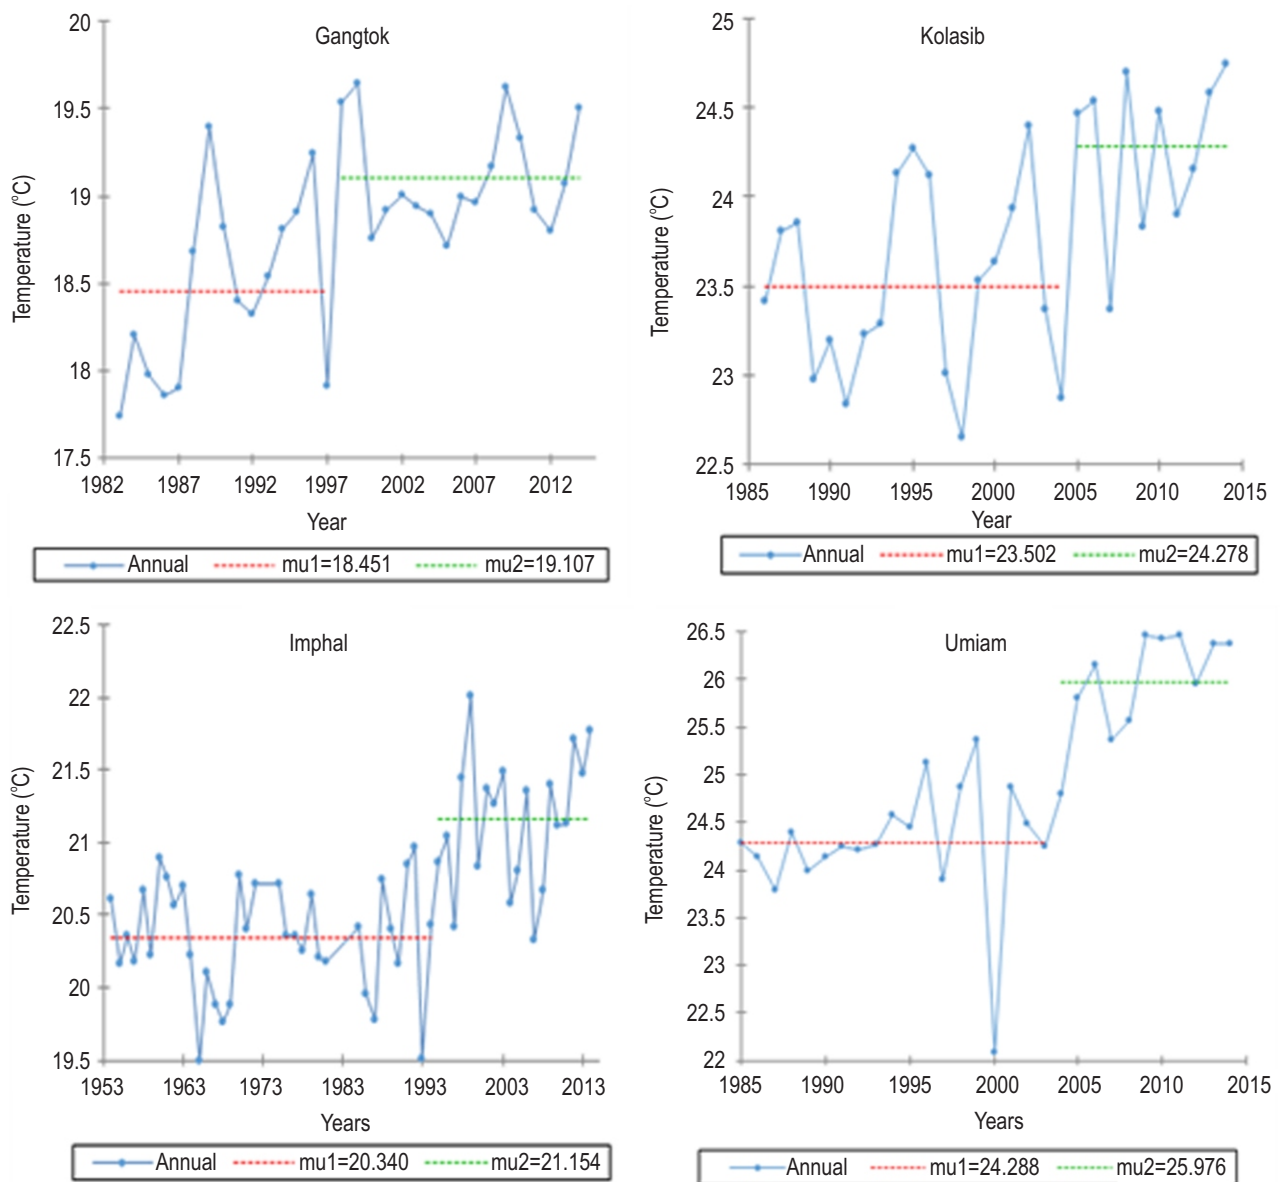 Gangtok
20
19.5
19
18.5
18
17.5
Temperature (°C)
1982 1987 1992 1997 2002 2007 2012
Year
Annual mu1=18.451 mu2=19.107
Kolasib
25
24.5
24
23.5
23
22.5
Temperature (°C)
1985 1990 1995 2000 2005 2010 2015
Year
Annual mu1=23.502 mu2=24.278
Imphal
22.5
22
21.5
21
20.5
20
19.5
Temperature (°C)
1953 1963 1973 1983 1993 2003 2013
Years
Annual mu1=20.340 mu2=21.154
Umiam
26.5
26
25.5
25
24.5
24
23.5
23
22.5
22
Temperature (°C)
1985 1990 1995 2000 2005 2010 2015
Years
Annual mu1=24.288 mu2=25.976